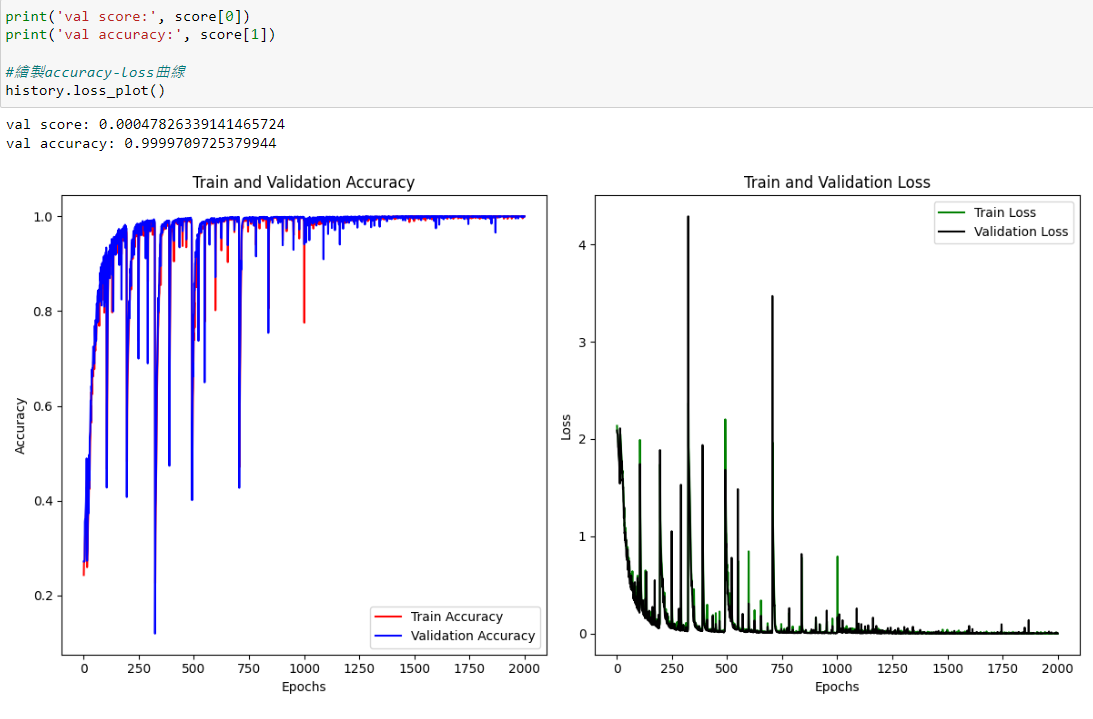 print('val score:', score[0])
print('val accuracy:', score[1])
#繪製accuracy-loss曲線
history.loss_plot()
val score: 0.00047826339141465724
val accuracy: 0.9999709725379944
Train and Validation Accuracy
1.0
0.8
0.6
0.4
0.2
Accuracy
Train Accuracy
Validation Accuracy
0 250 500 750 1000 1250 1500 1750 2000
Epochs
Train and Validation Loss
4
3
2
1
0
Loss
Train Loss
Validation Loss
0 250 500 750 1000 1250 1500 1750 2000
Epochs